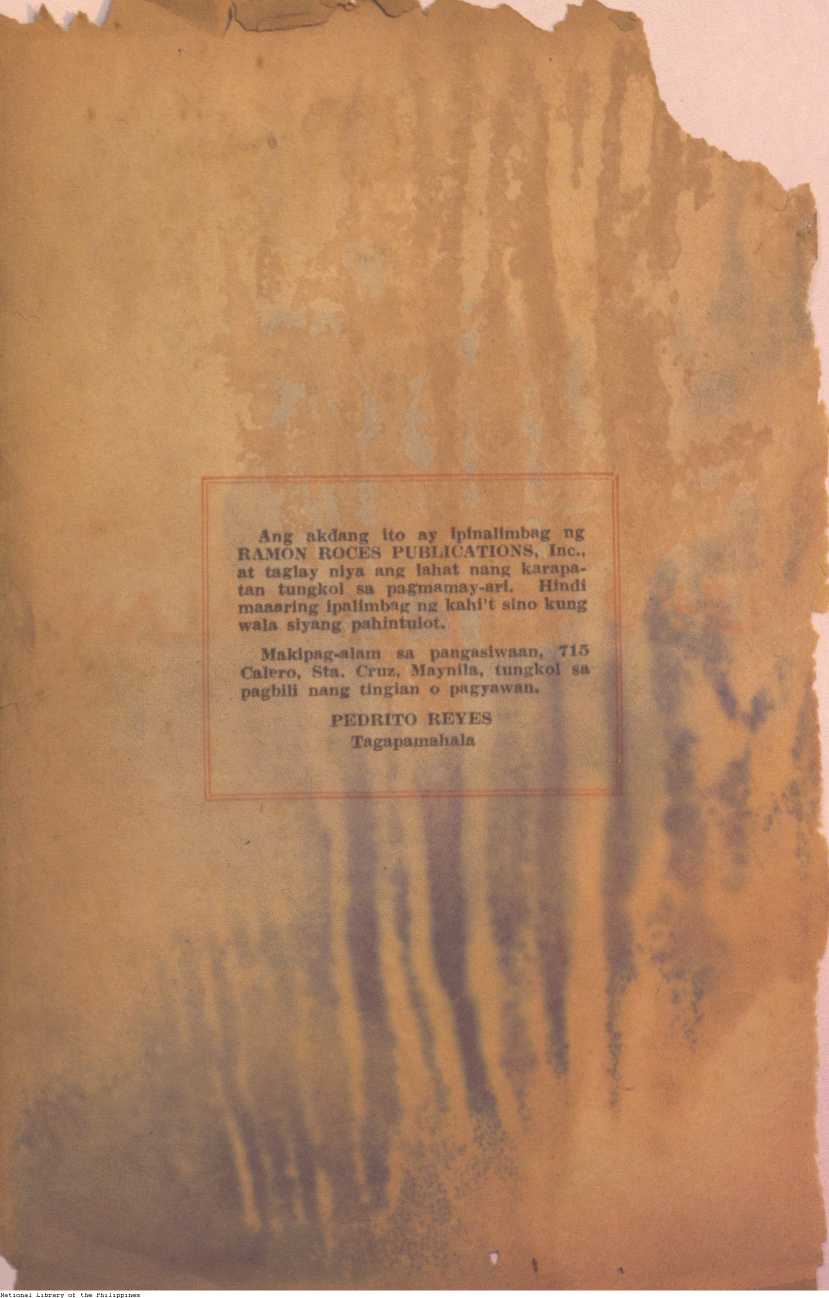 Ang akdang ito ay ipinalimbag ng
RAMON ROCES PUBLICATIONS, Inc.,
at taglay niya ang lahat nang karapa-
tan tungkol sa pagmamay-ari. Hindi
maaaring ipalimbag ng kahi't sino kung
wala siyang pahintulot.
Makipag-alam sa pangasiwaan, 715
Calero, Sta. Cruz, Maynila, tungkol sa
pagbili nang tingian o pagyawan.
PEDRITO REYES
Tagapamahala
National Library of the Philippines